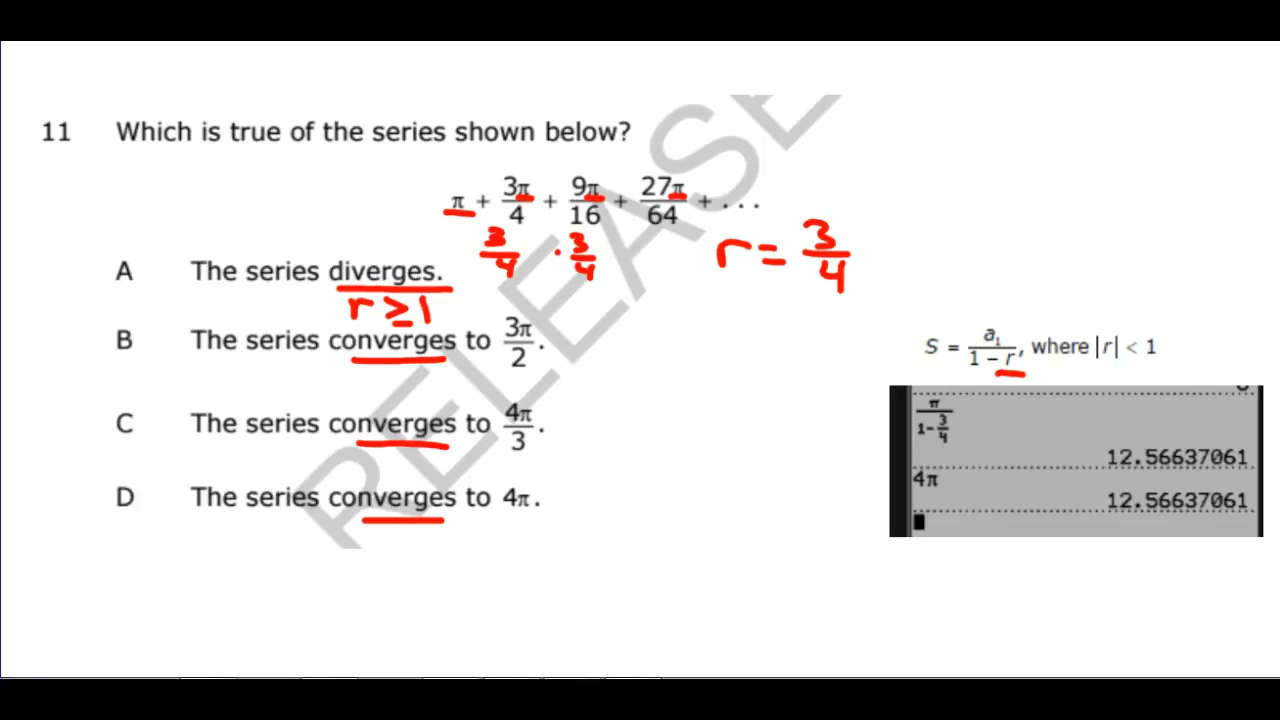 11 Which is true of the series shown below?
π + 3π/4 + 9π/16 + 27π/64 + . . .
3/4 · 3/4 r = 3/4
A The series diverges.
r ≥ 1
B The series converges to 3π/2.
C The series converges to 4π/3.
D The series converges to 4π.
S = a₁/(1 − r), where |r| < 1
π/(1-3/4)
12.56637061
4π
12.56637061
RELEASE